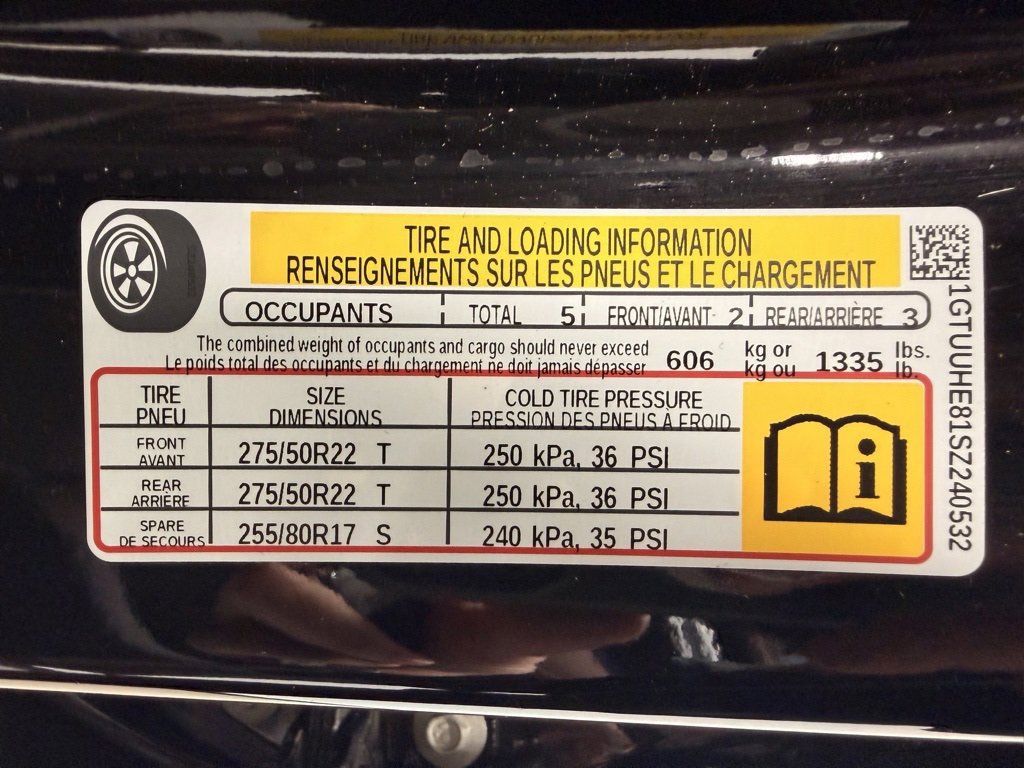 TIRE AND LOADING INFORMATION
RENSEIGNEMENTS SUR LES PNEUS ET LE CHARGEMENT
OCCUPANTS TOTAL 5 FRONT/AVANT 2 REAR/ARRIÈRE 3
The combined weight of occupants and cargo should never exceed 606 kg or 1335 lbs.
Le poids total des occupants et du chargement ne doit jamais dépasser kg ou lb.
TIRE SIZE COLD TIRE PRESSURE
PNEU DIMENSIONS PRESSION DES PNEUS À FROID
FRONT
AVANT 275/50R22 T 250 kPa, 36 PSI
REAR
ARRIÈRE 275/50R22 T 250 kPa, 36 PSI
SPARE
DE SECOURS 255/80R17 S 240 kPa, 35 PSI
i
1GTUUHE81SZ240532